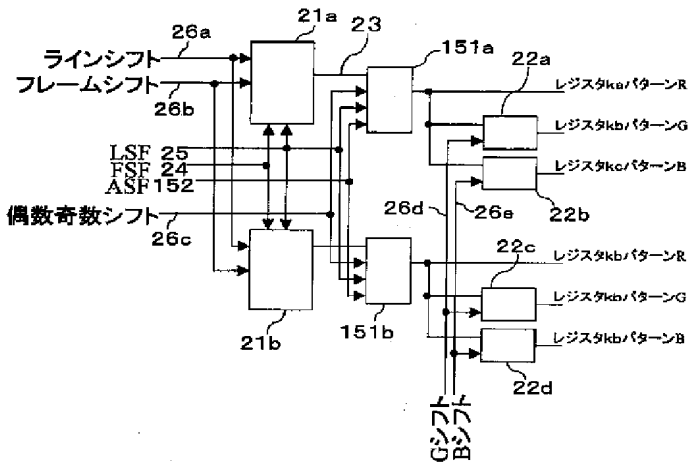 21a
26a
23
151a
ラインシフト
22a
フレームシフト
26b
レジスタkaパターンR
レジスタkbパターンG
LSF 25
FSF 24
ASF 152
レジスタkcパターンB
22b
偶数奇数シフト
26c
26d
26e
22c
レジスタkbパターンR
レジスタkbパターンG
21b
151b
レジスタkbパターンB
22d
Gシフト
Bシフト